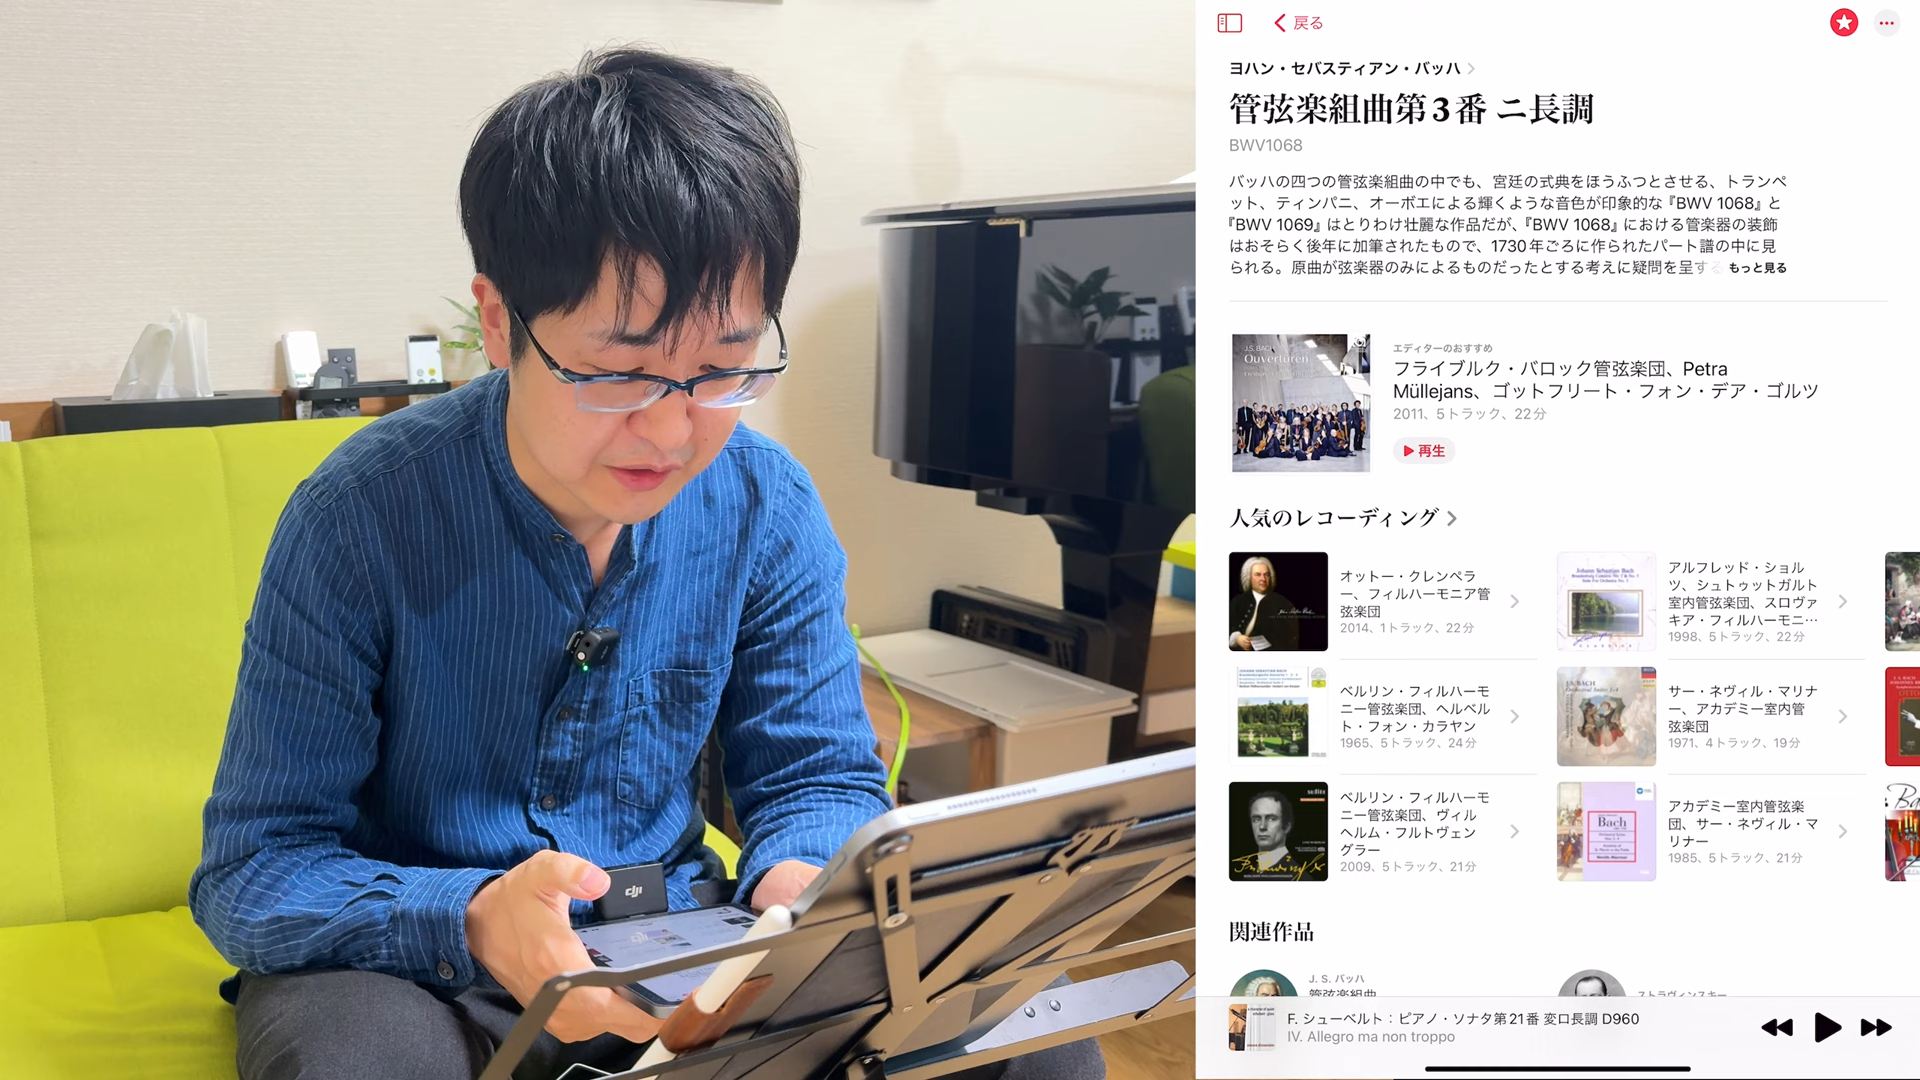 戻る
ヨハン・セバスティアン・バッハ
管弦楽組曲第3番 ニ長調
BWV1068
バッハの四つの管弦楽組曲の中でも、宮廷の式典をほうふつとさせる、トランペ
ット、ティンパニ、オーボエによる輝くような音色が印象的な『BWV 1068』と
『BWV 1069』はとりわけ壮麗な作品だが、『BWV 1068』における管楽器の装飾
はおそらく後年に加筆されたもので、1730年ごろに作られたパート譜の中に見
られる。原曲が弦楽器のみによるものだったとする考えに疑問を呈する もっと見る
J.S. BACH
Ouvertüren
エディターのおすすめ
フライブルク・バロック管弦楽団、Petra
Müllejans、ゴットフリート・フォン・デア・ゴルツ
2011、5トラック、22分
再生
人気のレコーディング
オットー・クレンペラ
ー、フィルハーモニア管
弦楽団
2014、1トラック、22分
Johann Sebastian Bach
アルフレッド・ショル
ツ、シュトゥットガルト
室内管弦楽団、スロヴァ
キア・フィルハーモニ…
1998、5トラック、22分
ベルリン・フィルハーモ
ニー管弦楽団、ヘルベル
ト・フォン・カラヤン
1965、5トラック、24分
J.S. BACH
サー・ネヴィル・マリナ
ー、アカデミー室内管
弦楽団
1971、4トラック、19分
ベルリン・フィルハーモ
ニー管弦楽団、ヴィル
ヘルム・フルトヴェン
グラー
2009、5トラック、21分
Bach
アカデミー室内管弦楽
団、サー・ネヴィル・マ
リナー
1985、5トラック、21分
関連作品
J. S. バッハ
管弦楽組曲
ストラヴィンスキー
F. シューベルト：ピアノ・ソナタ第21番 変ロ長調 D960
IV. Allegro ma non troppo
dji